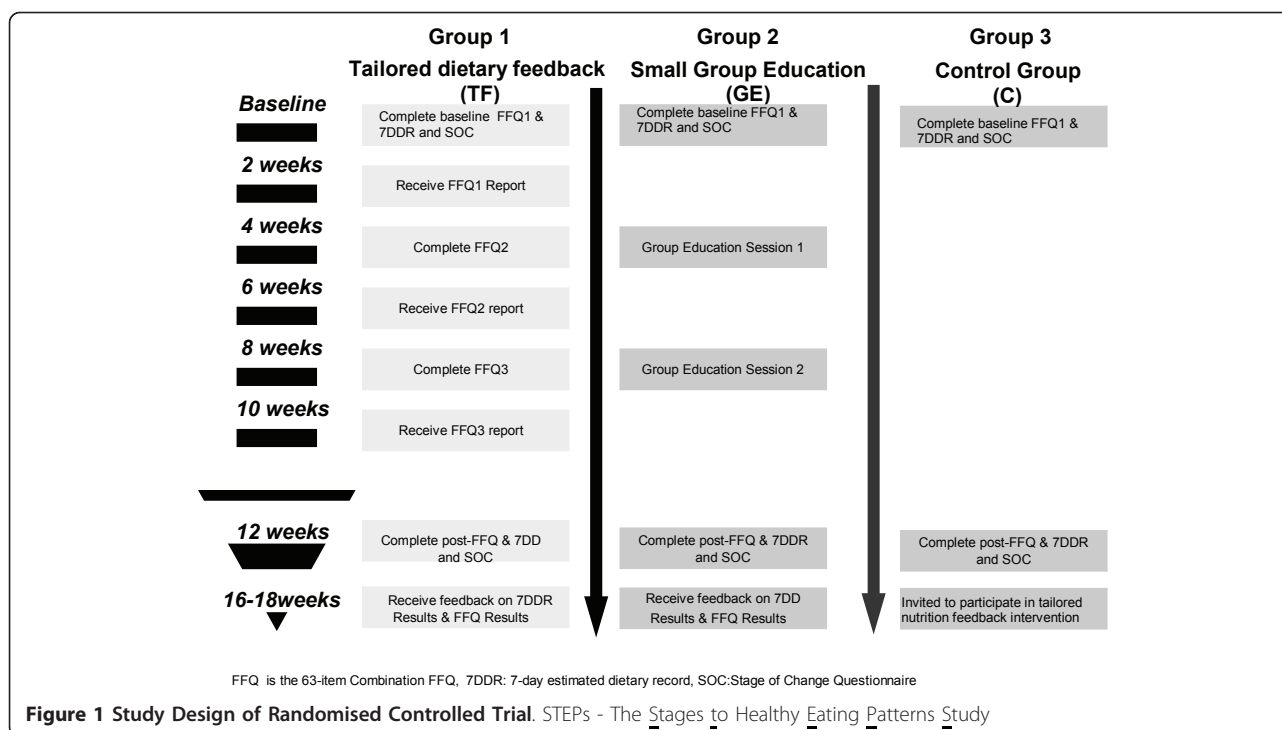 Group 1
Group 2
Group 3
Tailored dietary feedback
(TF)
Small Group Education
(GE)
Control Group
(C)
Baseline
Complete baseline FFQ1 &
7DDR and SOC
Complete baseline FFQ1 &
7DDR and SOC
Complete baseline FFQ1 &
7DDR and SOC
2 weeks
Receive FFQ1 Report
4 weeks
Complete FFQ2
Group Education Session 1
6 weeks
Receive FFQ2 report
8 weeks
Complete FFQ3
Group Education Session 2
10 weeks
Receive FFQ3 report
12 weeks
Complete post-FFQ & 7DD
and SOC
Complete post-FFQ & 7DDR
and SOC
Complete post-FFQ & 7DDR
and SOC
16-18weeks
Receive feedback on 7DDR
Results & FFQ Results
Receive feedback on 7DD
Results & FFQ Results
Invited to participate in tailored
nutrition feedback intervention
FFQ is the 63-item Combination FFQ, 7DDR: 7-day estimated dietary record, SOC:Stage of Change Questionnaire
Figure 1 Study Design of Randomised Controlled Trial. STEPs - The Stages to Healthy Eating Patterns Study